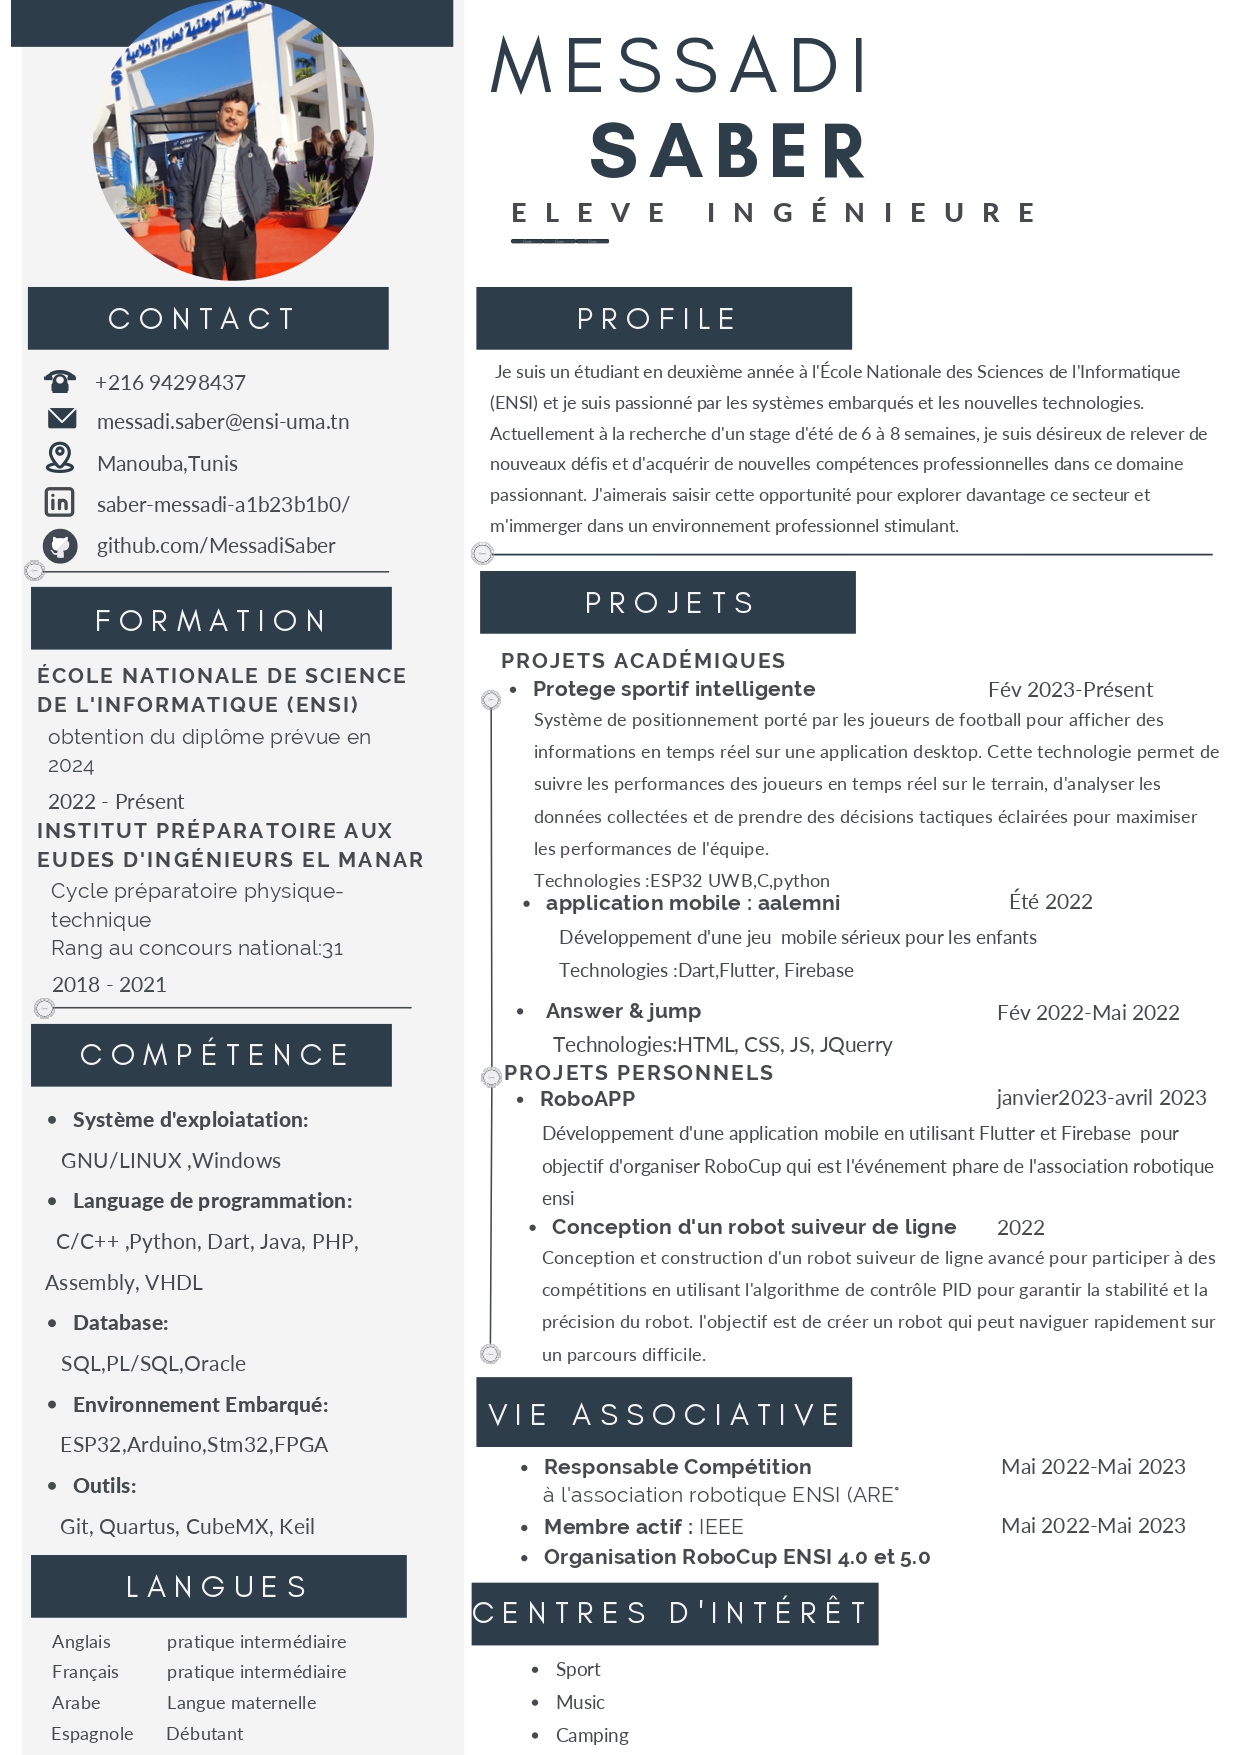 المدرسة الوطنية لعلوم الإعلامية
MESSADI
SABER
ELEVE INGÉNIEURE
CONTACT
+216 94298437
messadi.saber@ensi-uma.tn
Manouba,Tunis
saber-messadi-a1b23b1b0/
github.com/MessadiSaber
FORMATION
ÉCOLE NATIONALE DE SCIENCE
DE L'INFORMATIQUE (ENSI)
obtention du diplôme prévue en
2024
2022 - Présent
INSTITUT PRÉPARATOIRE AUX
EUDES D'INGÉNIEURS EL MANAR
Cycle préparatoire physique-
technique
Rang au concours national:31
2018 - 2021
COMPÉTENCE
• Système d'exploiatation:
GNU/LINUX ,Windows
• Language de programmation:
C/C++ ,Python, Dart, Java, PHP,
Assembly, VHDL
• Database:
SQL,PL/SQL,Oracle
• Environnement Embarqué:
ESP32,Arduino,Stm32,FPGA
• Outils:
Git, Quartus, CubeMX, Keil
LANGUES
Anglais pratique intermédiaire
Français pratique intermédiaire
Arabe Langue maternelle
Espagnole Débutant
PROFILE
Je suis un étudiant en deuxième année à l'École Nationale des Sciences de l'Informatique
(ENSI) et je suis passionné par les systèmes embarqués et les nouvelles technologies.
Actuellement à la recherche d'un stage d'été de 6 à 8 semaines, je suis désireux de relever de
nouveaux défis et d'acquérir de nouvelles compétences professionnelles dans ce domaine
passionnant. J'aimerais saisir cette opportunité pour explorer davantage ce secteur et
m'immerger dans un environnement professionnel stimulant.
PROJETS
PROJETS ACADÉMIQUES
• Protege sportif intelligente Fév 2023-Présent
Système de positionnement porté par les joueurs de football pour afficher des
informations en temps réel sur une application desktop. Cette technologie permet de
suivre les performances des joueurs en temps réel sur le terrain, d'analyser les
données collectées et de prendre des décisions tactiques éclairées pour maximiser
les performances de l'équipe.
Technologies :ESP32 UWB,C,python
• application mobile : aalemni Été 2022
Développement d'une jeu mobile sérieux pour les enfants
Technologies :Dart,Flutter, Firebase
• Answer & jump Fév 2022-Mai 2022
Technologies:HTML, CSS, JS, JQuerry
PROJETS PERSONNELS
• RoboAPP janvier2023-avril 2023
Développement d'une application mobile en utilisant Flutter et Firebase pour
objectif d'organiser RoboCup qui est l'événement phare de l'association robotique
ensi
• Conception d'un robot suiveur de ligne 2022
Conception et construction d'un robot suiveur de ligne avancé pour participer à des
compétitions en utilisant l'algorithme de contrôle PID pour garantir la stabilité et la
précision du robot. l'objectif est de créer un robot qui peut naviguer rapidement sur
un parcours difficile.
VIE ASSOCIATIVE
• Responsable Compétition Mai 2022-Mai 2023
à l'association robotique ENSI (ARE
• Membre actif : IEEE Mai 2022-Mai 2023
• Organisation RoboCup ENSI 4.0 et 5.0
CENTRES D'INTÉRÊT
• Sport
• Music
• Camping